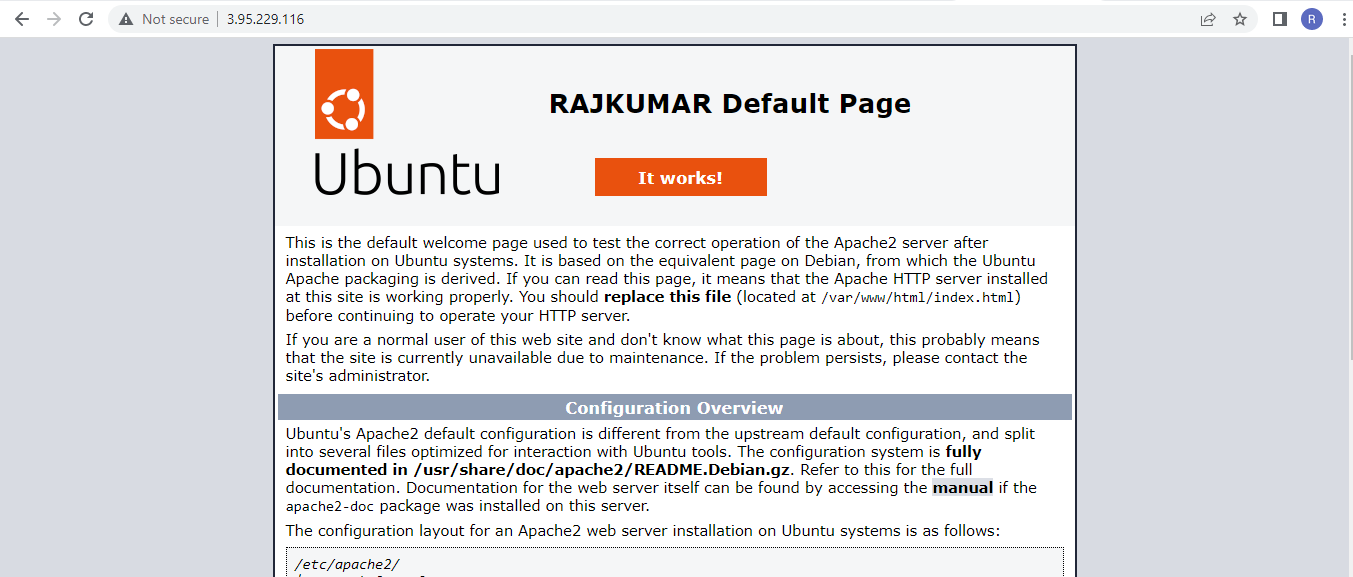 Not secure
3.95.229.116
R
RAJKUMAR Default Page
Ubuntu
It works!
This is the default welcome page used to test the correct operation of the Apache2 server after
installation on Ubuntu systems. It is based on the equivalent page on Debian, from which the Ubuntu
Apache packaging is derived. If you can read this page, it means that the Apache HTTP server installed
at this site is working properly. You should replace this file (located at /var/www/html/index.html)
before continuing to operate your HTTP server.
If you are a normal user of this web site and don't know what this page is about, this probably means
that the site is currently unavailable due to maintenance. If the problem persists, please contact the
site's administrator.
Configuration Overview
Ubuntu's Apache2 default configuration is different from the upstream default configuration, and split
into several files optimized for interaction with Ubuntu tools. The configuration system is fully
documented in /usr/share/doc/apache2/README.Debian.gz. Refer to this for the full
documentation. Documentation for the web server itself can be found by accessing the manual if the
apache2-doc package was installed on this server.
The configuration layout for an Apache2 web server installation on Ubuntu systems is as follows:
/etc/apache2/